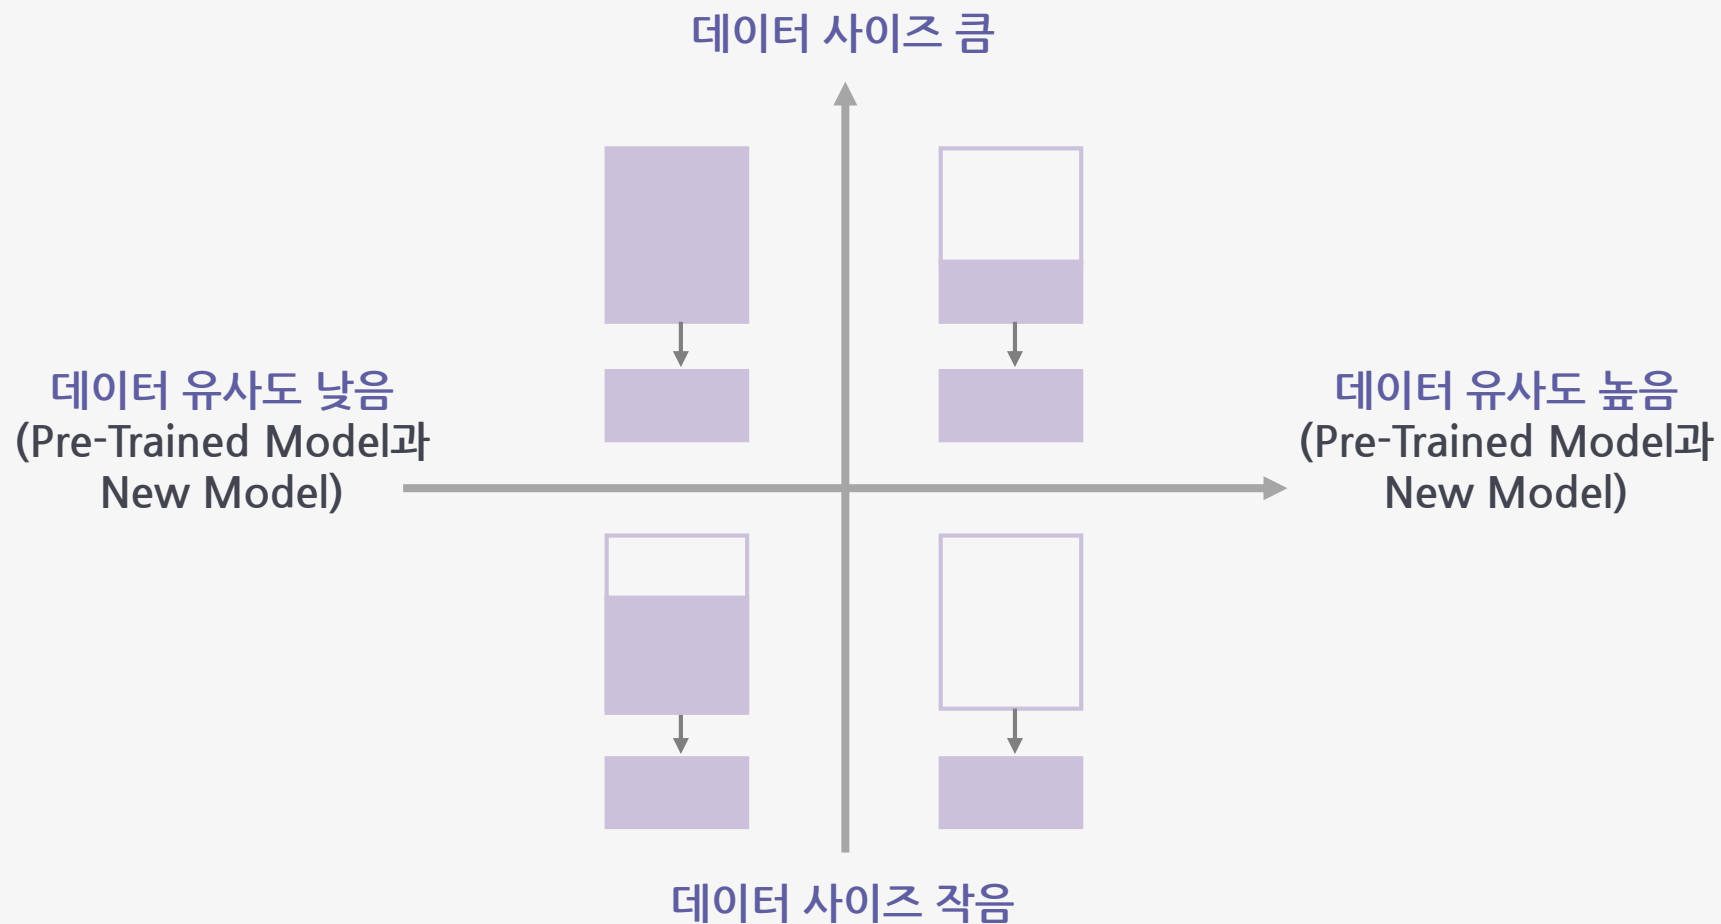 데이터 사이즈 큼
데이터 유사도 낮음
(Pre-Trained Model과
New Model)
데이터 유사도 높음
(Pre-Trained Model과
New Model)
데이터 사이즈 작음